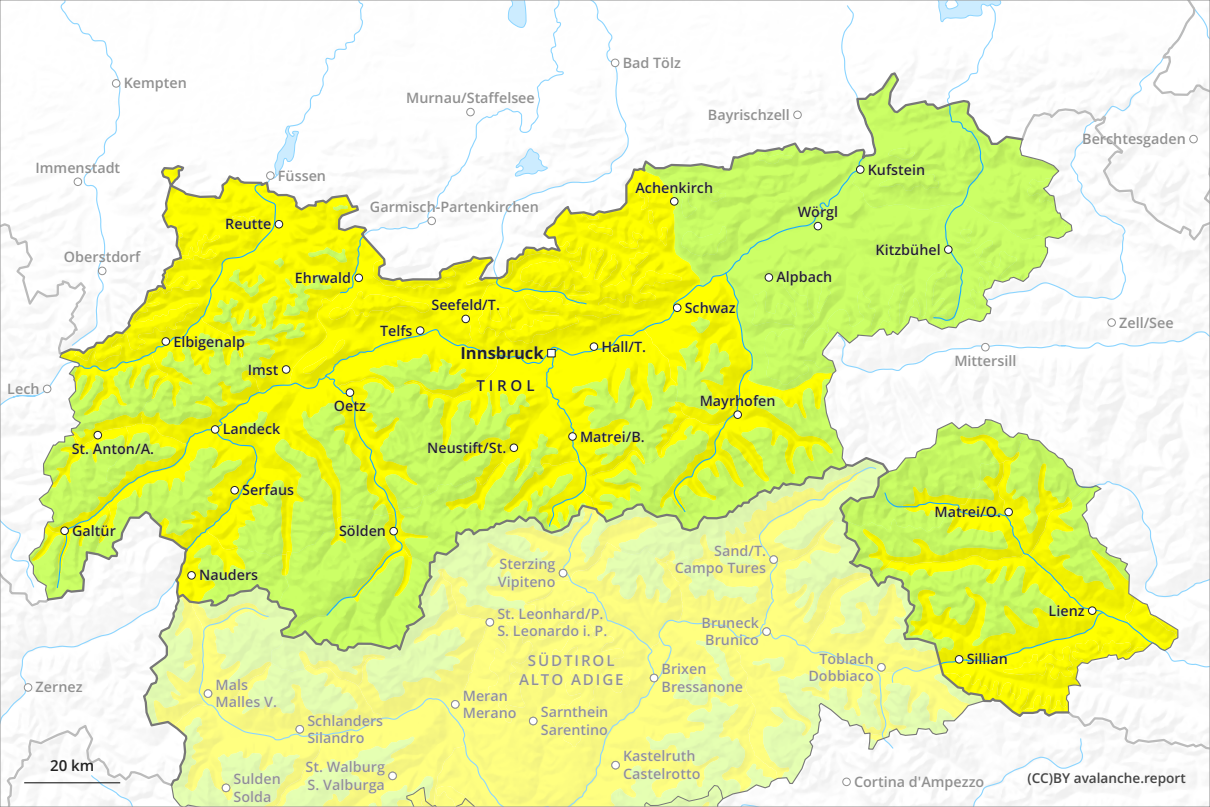 Bad Tölz
Kempten
Murnau/Staffelsee
Bayrischzell
Berchtesgaden
Immenstadt
Füssen
Kufstein
Achenkirch
Garmisch-Partenkirchen
Wörgl
Reutte
Kitzbühel
Oberstdorf
Ehrwald
Alpbach
Seefeld/T.
Schwaz
Zell/See
Telfs
Elbigenalp
Innsbruck
Hall/T.
Mittersill
Imst
TIROL
Lech
Oetz
Mayrhofen
Landeck
Matrei/B.
St. Anton/A.
Neustift/St.
Serfaus
Matrei/O.
Galtür
Sölden
Sand/T.
Campo Tures
Sterzing
Vipiteno
Nauders
Lienz
St. Leonhard/P.
S. Leonardo i. P.
Bruneck
Brunico
Sillian
SÜDTIROL
ALTO ADIGE
Toblach
Dobbiaco
Brixen
Bressanone
Zernez
Mals
Malles V.
Meran
Merano
Sarnthein
Sarentino
Schlanders
Silandro
Kastelruth
Castelrotto
20 km
St. Walburg
S. Valburga
Sulden
Solda
Cortina d'Ampezzo
(CC)BY avalanche.report